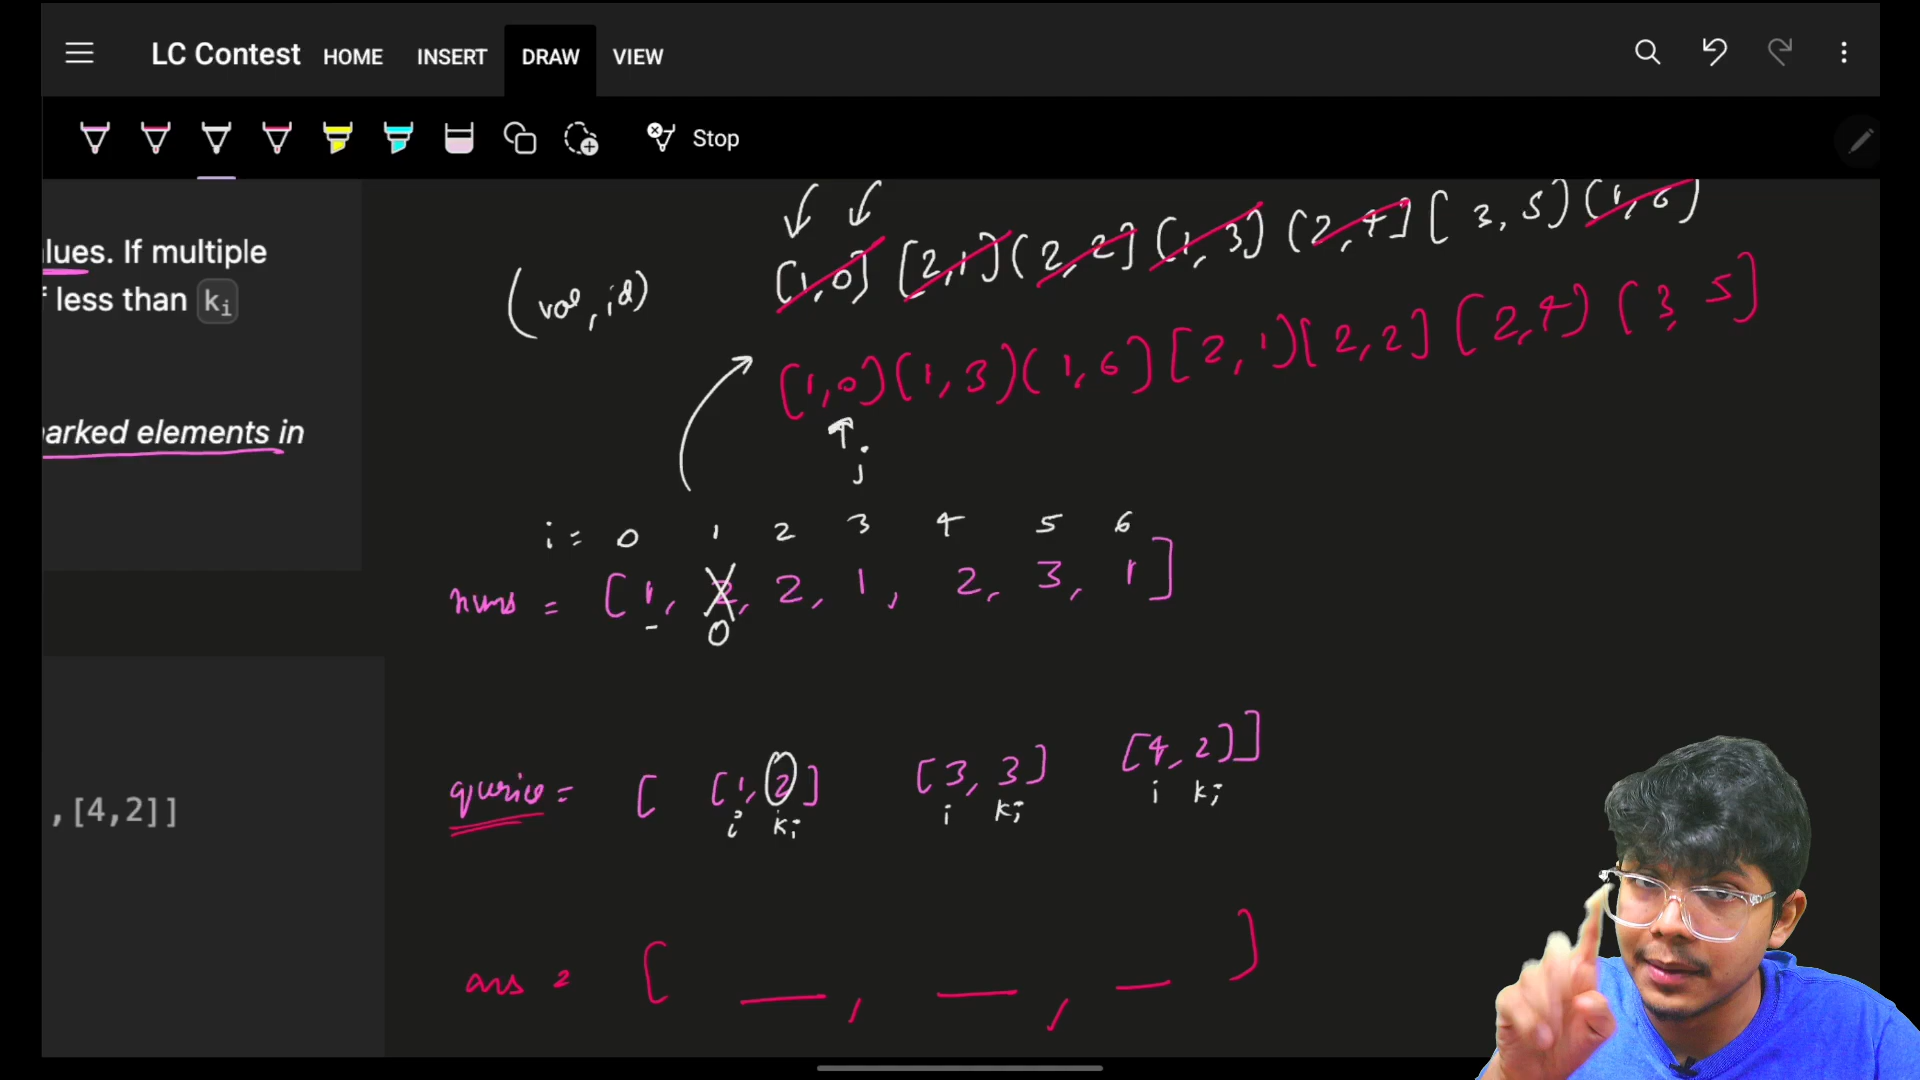 LC Contest HOME INSERT DRAW VIEW
Stop
lues. If multiple
less than ki
arked elements in
,[4,2]]
(val, id)
[1,0] [2,1] (2,2] (1,3) (2,4] [3,5) (1,6)
(1,0) (1,3) (1,6] [2,1) [2,2] (2,4) (3,5]
j
i = 0 1 2 3 4 5 6
nums = [1, 2, 2, 1, 2, 3, 1]
0
queries = [ [1,2] [3,3] [4,2]]
i ki i ki i ki
ans = [ __, __, __ ]